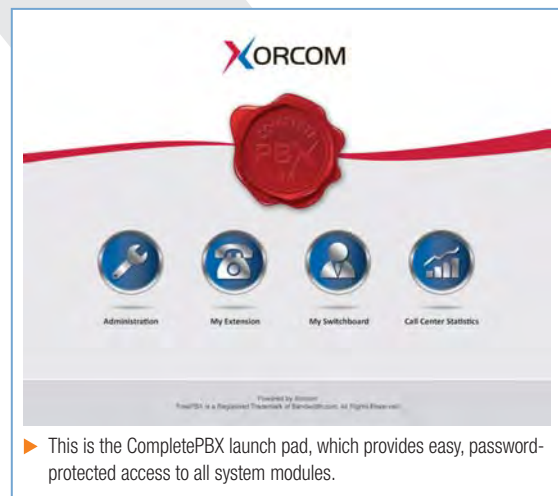 XORCOM
COMPLETE
PBX
Administration
My Extension
My Switchboard
Call Center Statistics
Powered by Xorcom
FreePBX is a Registered Trademark of Bandwidth.com. All Rights Reserved.
This is the CompletePBX launch pad, which provides easy, password-
protected access to all system modules.